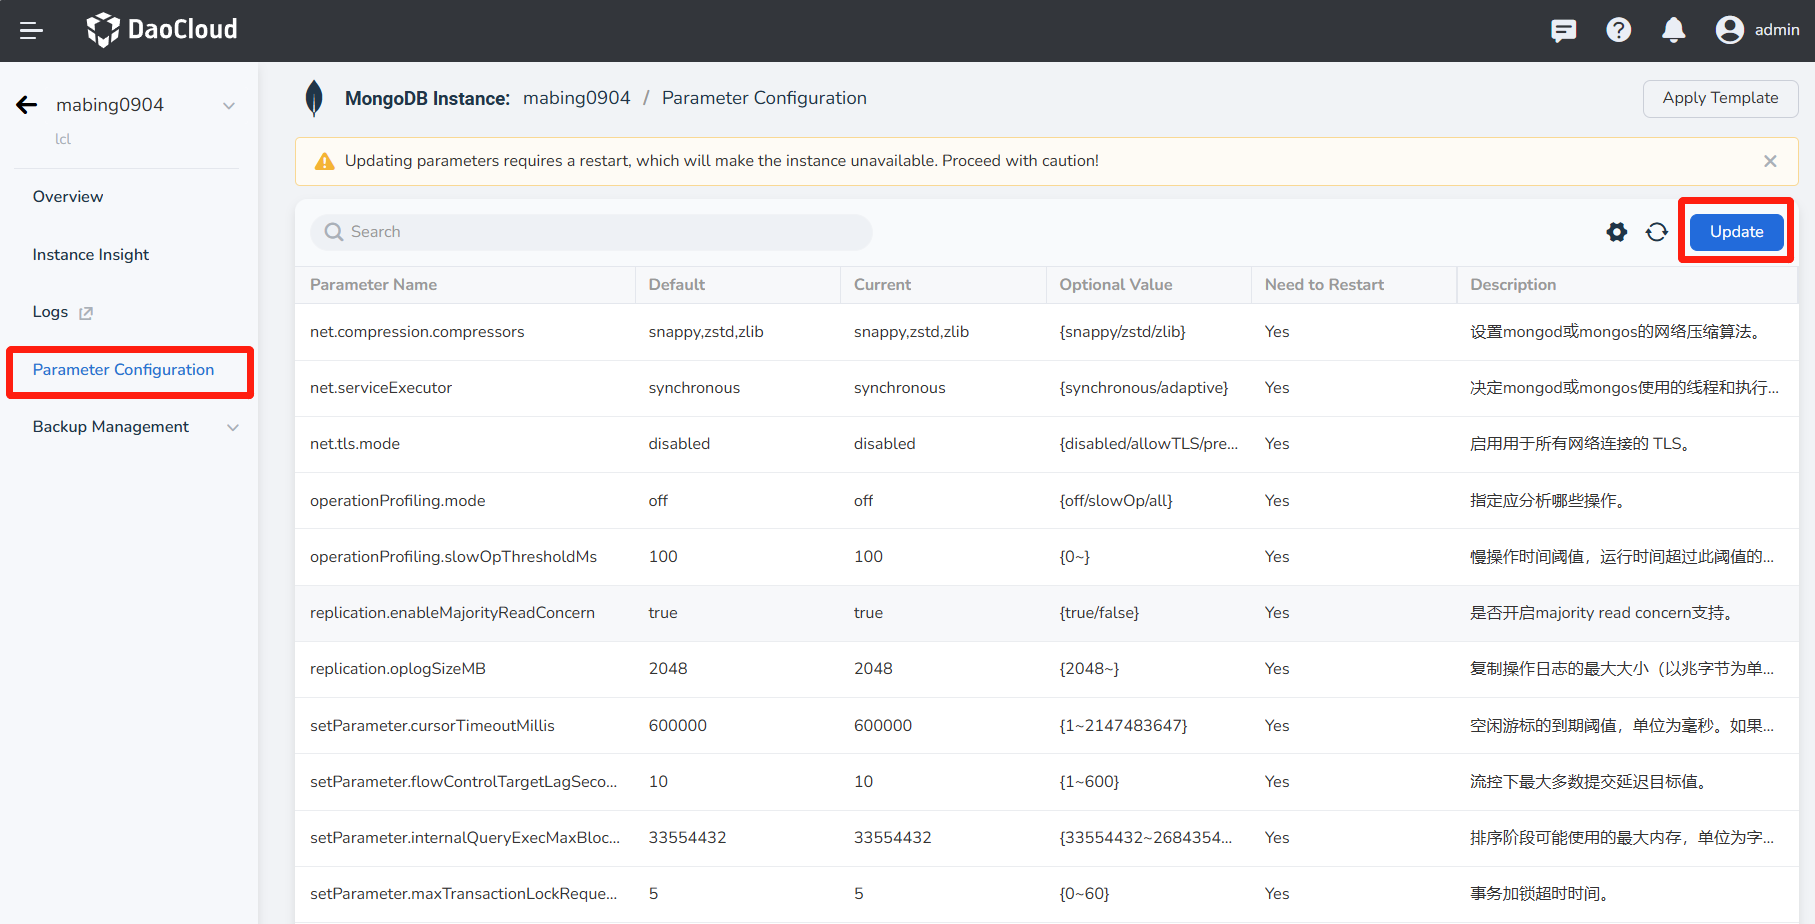 DaoCloud
admin
mabing0904
lcl
Overview
Instance Insight
Logs
Parameter Configuration
Backup Management
MongoDB Instance: mabing0904 / Parameter Configuration
Apply Template
Updating parameters requires a restart, which will make the instance unavailable. Proceed with caution!
Search
Update
Parameter Name Default Current Optional Value Need to Restart Description
net.compression.compressors snappy,zstd,zlib snappy,zstd,zlib {snappy/zstd/zlib} Yes 设置mongod或mongos的网络压缩算法。
net.serviceExecutor synchronous synchronous {synchronous/adaptive} Yes 决定mongod或mongos使用的线程和执行...
net.tls.mode disabled disabled {disabled/allowTLS/pre... Yes 启用用于所有网络连接的 TLS。
operationProfiling.mode off off {off/slowOp/all} Yes 指定应分析哪些操作。
operationProfiling.slowOpThresholdMs 100 100 {0~} Yes 慢操作时间阈值，运行时间超过此阈值的...
replication.enableMajorityReadConcern true true {true/false} Yes 是否开启majority read concern支持。
replication.oplogSizeMB 2048 2048 {2048~} Yes 复制操作日志的最大大小（以兆字节为单...
setParameter.cursorTimeoutMillis 600000 600000 {1~2147483647} Yes 空闲游标的到期阈值，单位为毫秒。如果...
setParameter.flowControlTargetLagSeco... 10 10 {1~600} Yes 流控下最大多数提交延迟目标值。
setParameter.internalQueryExecMaxBloc... 33554432 33554432 {33554432~2684354... Yes 排序阶段可能使用的最大内存，单位为字...
setParameter.maxTransactionLockReque... 5 5 {0~60} Yes 事务加锁超时时间。